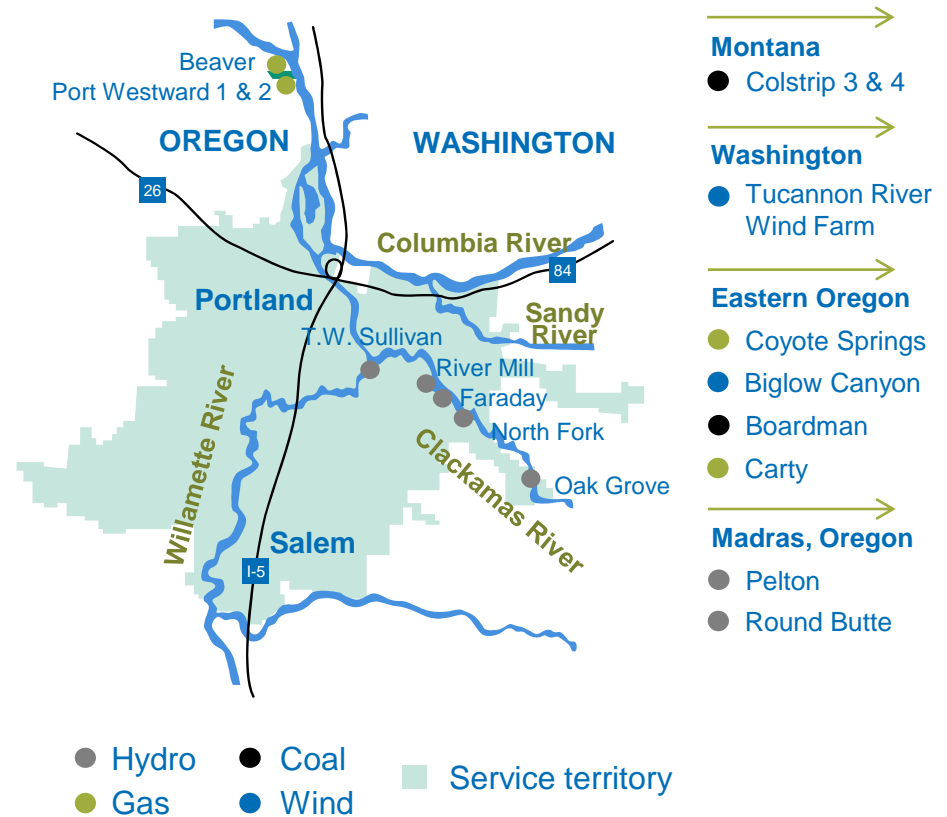 Beaver
Port Westward 1 & 2
OREGON
WASHINGTON
26
Columbia River
84
Portland
Sandy
River
T.W. Sullivan
River Mill
Faraday
North Fork
Willamette River
Clackamas River
Oak Grove
Salem
I-5
Montana
Colstrip 3 & 4
Washington
Tucannon River
Wind Farm
Eastern Oregon
Coyote Springs
Biglow Canyon
Boardman
Carty
Madras, Oregon
Pelton
Round Butte
Hydro
Coal
Service territory
Gas
Wind